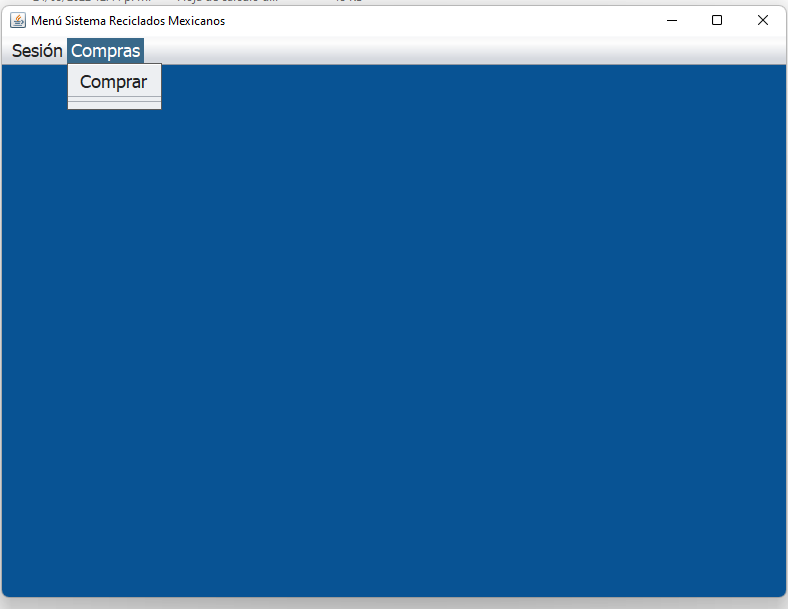 Menú Sistema Reciclados Mexicanos
Sesión Compras
Comprar